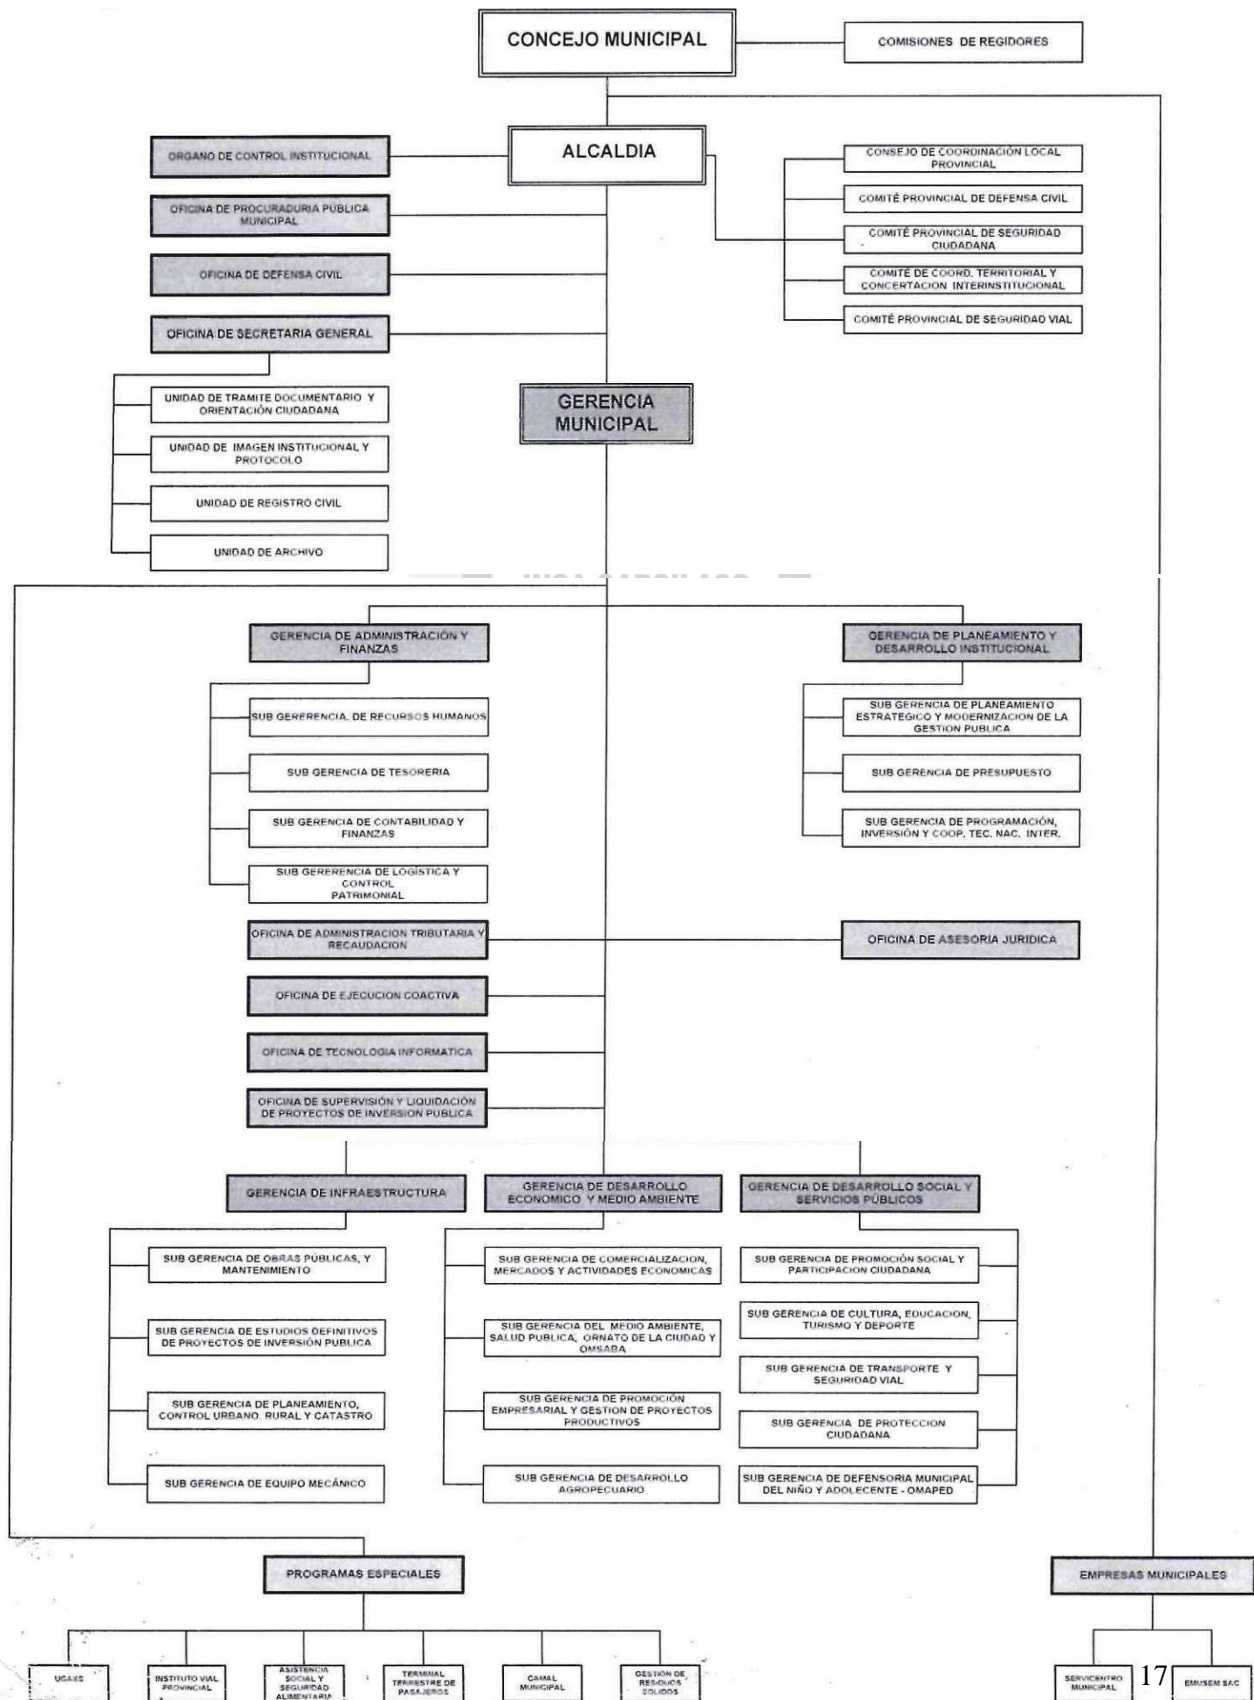 CONCEJO MUNICIPAL
COMISIONES DE REGIDORES
ALCALDIA
ORGANO DE CONTROL INSTITUCIONAL
OFICINA DE PROCURADURIA PÚBLICA
MUNICIPAL
OFICINA DE DEFENSA CIVIL
OFICINA DE SECRETARIA GENERAL
CONSEJO DE COORDINACIÓN LOCAL
PROVINCIAL
COMITÉ PROVINCIAL DE DEFENSA CIVIL
COMITÉ PROVINCIAL DE SEGURIDAD
CIUDADANA
COMITÉ DE COORD. TERRITORIAL Y
CONCERTACION INTERINSTITUCIONAL
COMITÉ PROVINCIAL DE SEGURIDAD VIAL
UNIDAD DE TRAMITE DOCUMENTARIO Y
ORIENTACIÓN CIUDADANA
UNIDAD DE IMAGEN INSTITUCIONAL Y
PROTOCOLO
UNIDAD DE REGISTRO CIVIL
UNIDAD DE ARCHIVO
GERENCIA
MUNICIPAL
GERENCIA DE ADMINISTRACIÓN Y
FINANZAS
SUB GERERENCIA, DE RECURSOS HUMANOS
SUB GERENCIA DE TESORERIA
SUB GERENCIA DE CONTABILIDAD Y
FINANZAS
SUB GERERENCIA DE LOGÍSTICA Y
CONTROL
PATRIMONIAL
GERENCIA DE PLANEAMIENTO Y
DESARROLLO INSTITUCIONAL
SUB GERENCIA DE PLANEAMIENTO
ESTRATEGICO Y MODERNIZACION DE LA
GESTION PUBLICA
SUB GERENCIA DE PRESUPUESTO
SUB GERENCIA DE PROGRAMACIÓN,
INVERSIÓN Y COOP. TEC. NAC. INTER.
OFICINA DE ADMINISTRACION TRIBUTARIA Y
RECAUDACION
OFICINA DE ASESORIA JURIDICA
OFICINA DE EJECUCION COACTIVA
OFICINA DE TECNOLOGIA INFORMATICA
OFICINA DE SUPERVISIÓN Y LIQUIDACIÓN
DE PROYECTOS DE INVERSION PUBLICA
GERENCIA DE INFRAESTRUCTURA
SUB GERENCIA DE OBRAS PÚBLICAS, Y
MANTENIMIENTO
SUB GERENCIA DE ESTUDIOS DEFINITIVOS
DE PROYECTOS DE INVERSIÓN PUBLICA
SUB GERENCIA DE PLANEAMIENTO,
CONTROL URBANO, RURAL Y CATASTRO
SUB GERENCIA DE EQUIPO MECÁNICO
GERENCIA DE DESARROLLO
ECONOMICO Y MEDIO AMBIENTE
SUB GERENCIA DE COMERCIALIZACION,
MERCADOS Y ACTIVIDADES ECONOMICAS
SUB GERENCIA DEL MEDIO AMBIENTE,
SALUD PUBLICA, ORNATO DE LA CIUDAD Y
OMSABA
SUB GERENCIA DE PROMOCIÓN
EMPRESARIAL Y GESTION DE PROYECTOS
PRODUCTIVOS
SUB GERENCIA DE DESARROLLO
AGROPECUARIO
GERENCIA DE DESARROLLO SOCIAL Y
SERVICIOS PÚBLICOS
SUB GERENCIA DE PROMOCIÓN SOCIAL Y
PARTICIPACION CIUDADANA
SUB GERENCIA DE CULTURA, EDUCACION,
TURISMO Y DEPORTE
SUB GERENCIA DE TRANSPORTE Y
SEGURIDAD VIAL
SUB GERENCIA DE PROTECCION
CIUDADANA
SUB GERENCIA DE DEFENSORIA MUNICIPAL
DEL NIÑO Y ADOLECENTE - OMAPED
PROGRAMAS ESPECIALES
EMPRESAS MUNICIPALES
INSTITUTO VIAL
PROVINCIAL
ASISTENCIA
SOCIAL Y
SEGURIDAD
ALIMENTARIA
TERMINAL
TERRESTRE DE
PASAJEROS
CAMAL
MUNICIPAL
GESTION DE
RESIDUOS
SOLIDOS
SERVICENTRO
MUNICIPAL
EMUSEM SAC
17